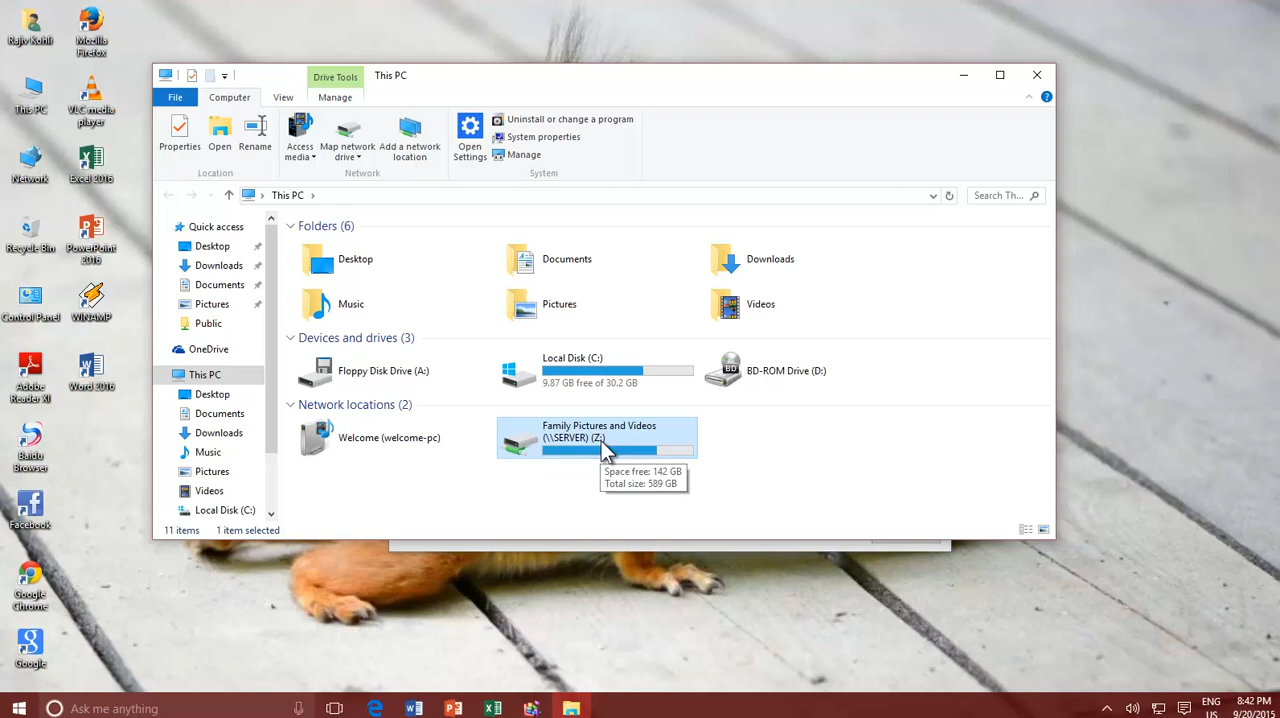 Rajiv Kohli
Mozilla
Firefox
This PC
VLC media
player
Network
Excel 2016
Recycle Bin
PowerPoint
2016
Control Panel
WINAMP
Adobe
Reader XI
Word 2016
Baidu
Browser
Facebook
Google
Chrome
Google
Drive Tools
This PC
File
Computer
View
Manage
Properties
Open
Rename
Location
Access
media
Map network
drive
Add a network
location
Network
Open
Settings
Uninstall or change a program
System properties
Manage
System
This PC
Search Th...
Quick access
Desktop
Downloads
Documents
Pictures
Public
OneDrive
This PC
Desktop
Documents
Downloads
Music
Pictures
Videos
Local Disk (C:)
Folders (6)
Desktop
Documents
Downloads
Music
Pictures
Videos
Devices and drives (3)
Floppy Disk Drive (A:)
Local Disk (C:)
9.87 GB free of 30.2 GB
BD
BD-ROM Drive (D:)
Network locations (2)
Welcome (welcome-pc)
Family Pictures and Videos
(\\SERVER) (Z:)
Space free: 142 GB
Total size: 589 GB
11 items
1 item selected
Ask me anything
ENG
US
8:42 PM
9/20/2015